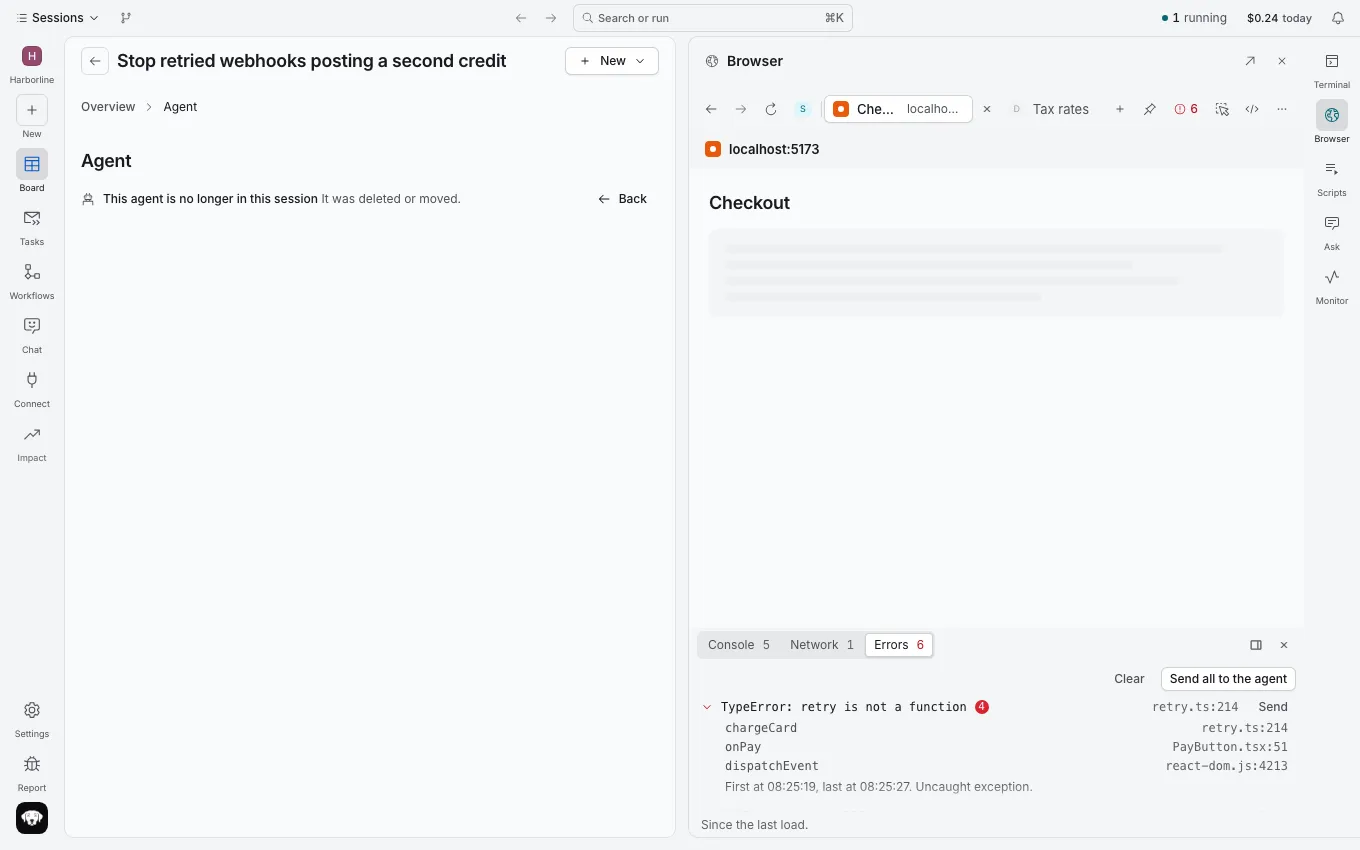 Sessions
Search or run
⌘K
1 running
$0.24 today
H
Harborline
New
Board
Tasks
Workflows
Chat
Connect
Impact
Settings
Report
Stop retried webhooks posting a second credit
New
Overview
Agent
Agent
This agent is no longer in this session It was deleted or moved.
Back
Browser
S
Che...
localho...
D
Tax rates
6
localhost:5173
Checkout
Console 5
Network 1
Errors 6
Clear
Send all to the agent
TypeError: retry is not a function 4
retry.ts:214
Send
chargeCard
retry.ts:214
onPay
PayButton.tsx:51
dispatchEvent
react-dom.js:4213
First at 08:25:19, last at 08:25:27. Uncaught exception.
Since the last load.
Terminal
Browser
Scripts
Ask
Monitor